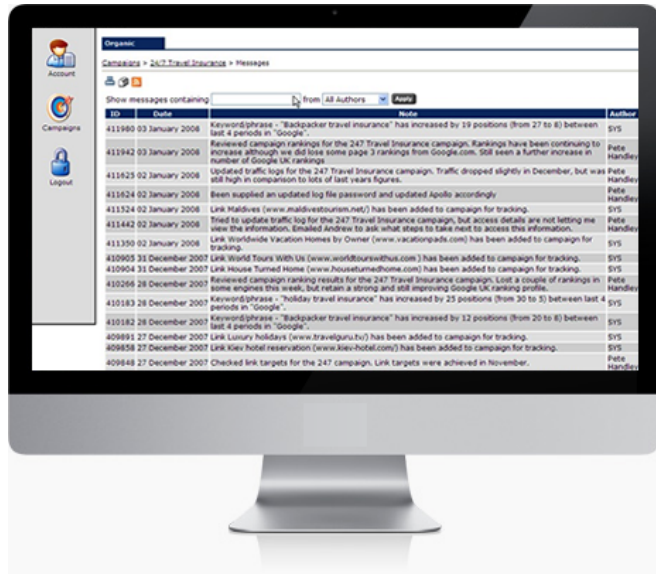 Organic
Account
Campaigns > 24/7 Travel Insurance > Messages
Show messages containing from All Authors Apply
Campaigns
Logout
ID Date Note Author
411980 03 January 2008 Keyword/phrase - "Backpacker travel insurance" has increased by 19 positions (from 27 to 8) between SYS
last 4 periods in "Google".
411942 03 January 2008 Reviewed campaign rankings for the 247 Travel Insurance campaign. Rankings have been continuing to Pete
increase although we did lose some page 3 rankings from Google.com. Still seen a further increase in Handley
number of Google UK rankings
411625 02 January 2008 Updated traffic logs for the 247 Travel Insurance campaign. Traffic dropped slightly in December, but was Pete
still high in comparison to lots of last years figures. Handley
411624 02 January 2008 Been supplied an updated log file password and updated Apollo accordingly Pete
Handley
411524 02 January 2008 Link Maldives (www.maldivestourism.net/) has been added to campaign for tracking. SYS
411442 02 January 2008 Tried to update traffic log for the 247 Travel Insurance campaign, but access details are not letting me Pete
view the information. Emailed Andrew to ask what steps to take next to access this information. Handley
411350 02 January 2008 Link Worldwide Vacation Homes by Owner (www.vacationpads.com) has been added to campaign for SYS
tracking.
410905 31 December 2007 Link World Tours With Us (www.worldtourswithus.com ) has been added to campaign for tracking. SYS
410904 31 December 2007 Link House Turned Home (www.houseturnedhome.com) has been added to campaign for tracking. SYS
410266 28 December 2007 Reviewed campaign ranking results for the 247 Travel Insurance campaign. Lost a couple of rankings in Pete
some engines this week, but retain a strong and still improving Google UK ranking profile. Handley
410183 28 December 2007 Keyword/phrase - "holiday travel insurance" has increased by 25 positions (from 30 to 5) between last 4 SYS
periods in "Google".
410182 28 December 2007 Keyword/phrase - "Backpacker travel insurance" has increased by 12 positions (from 20 to 8) between SYS
last 4 periods in "Google".
409891 27 December 2007 Link Luxury holidays (www.travelguru.tv/) has been added to campaign for tracking. SYS
409858 27 December 2007 Link Kiev hotel reservation (www.kiev-hotel.com/) has been added to campaign for tracking. SYS
409848 27 December 2007 Checked link targets for the 247 campaign. Link targets were achieved in November. Pete
Handley